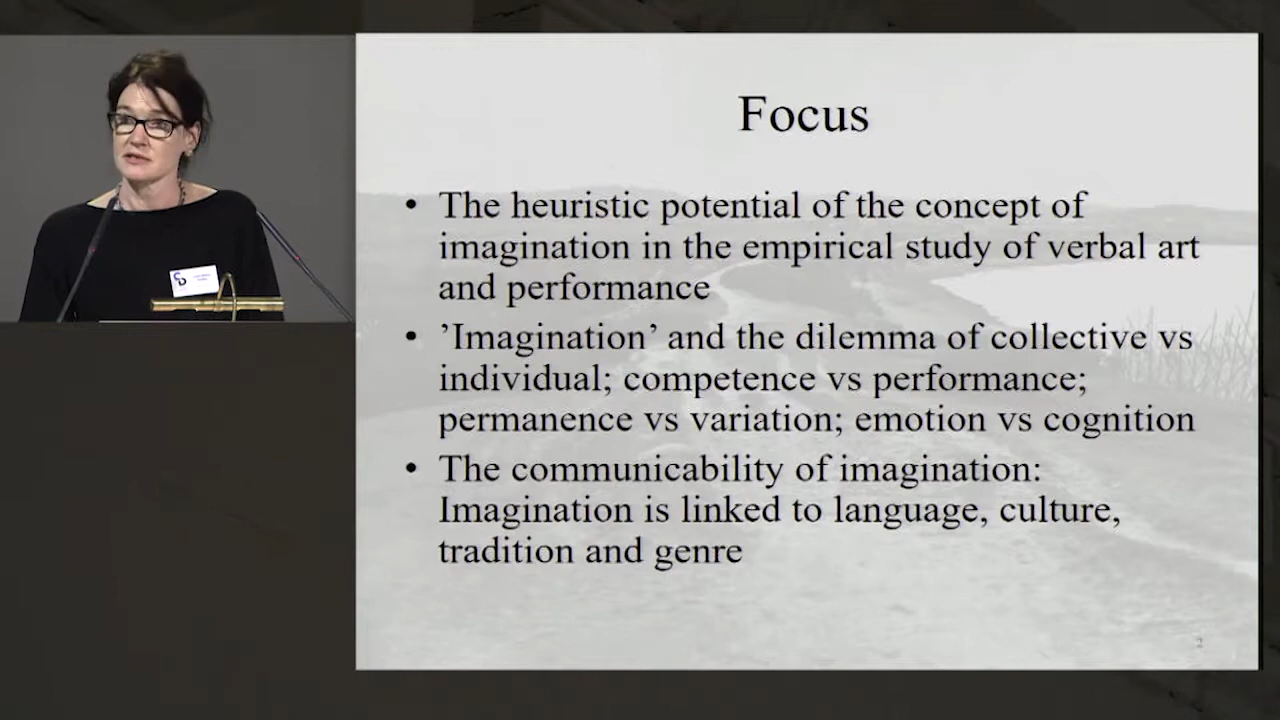 Focus
• The heuristic potential of the concept of
imagination in the empirical study of verbal art
and performance
• ’Imagination’ and the dilemma of collective vs
individual; competence vs performance;
permanence vs variation; emotion vs cognition
• The communicability of imagination:
Imagination is linked to language, culture,
tradition and genre
2